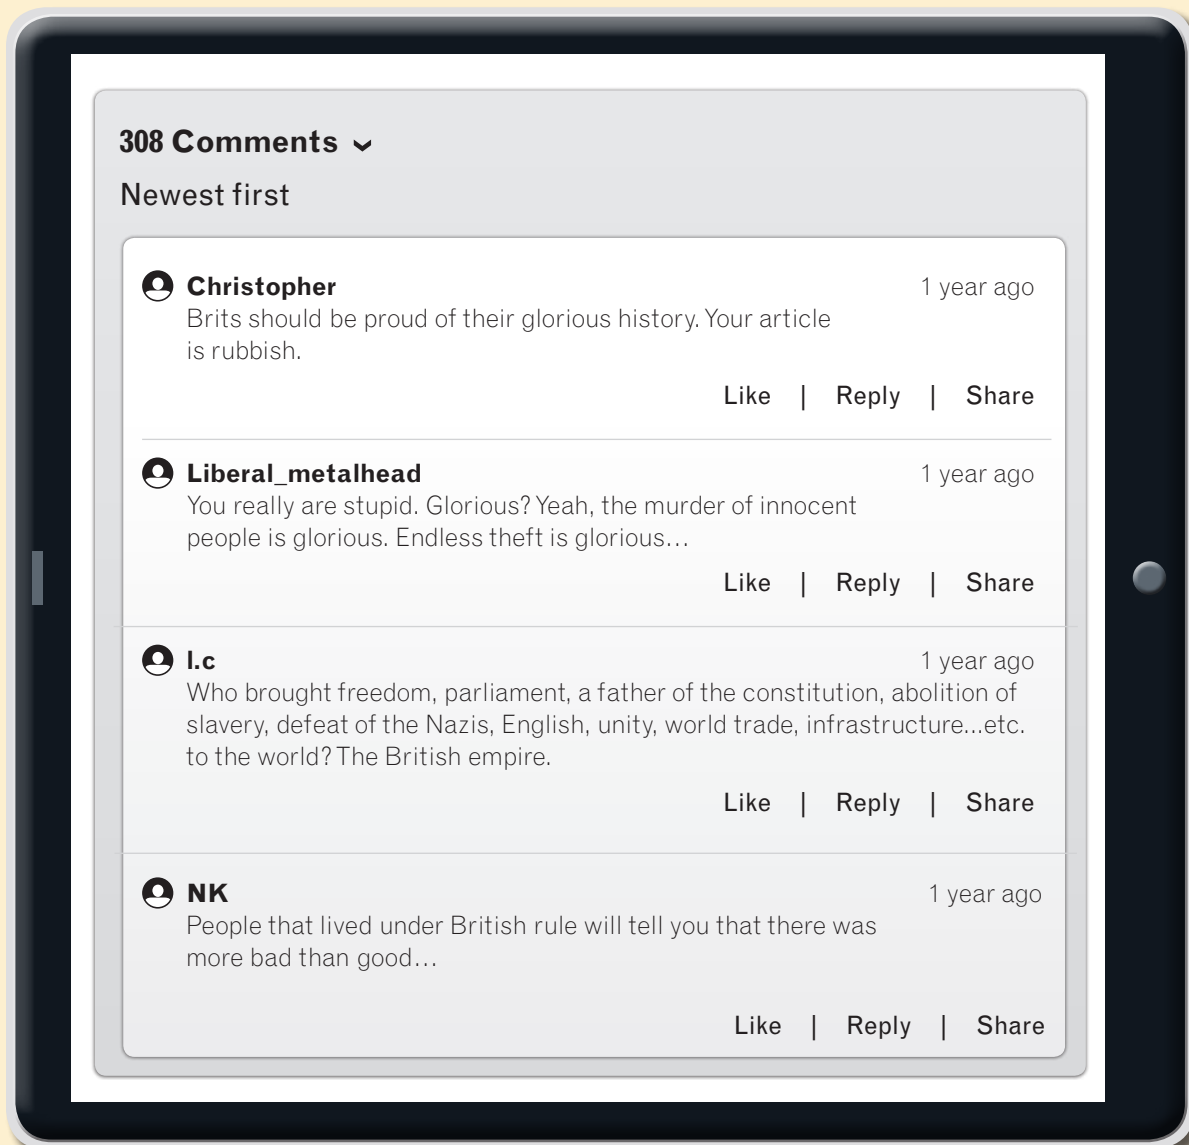 308 Comments
Newest first
Christopher 1 year ago
Brits should be proud of their glorious history. Your article
is rubbish.
Like | Reply | Share
Liberal_metalhead 1 year ago
You really are stupid. Glorious? Yeah, the murder of innocent
people is glorious. Endless theft is glorious…
Like | Reply | Share
I.c 1 year ago
Who brought freedom, parliament, a father of the constitution, abolition of
slavery, defeat of the Nazis, English, unity, world trade, infrastructure...etc.
to the world? The British empire.
Like | Reply | Share
NK 1 year ago
People that lived under British rule will tell you that there was
more bad than good…
Like | Reply | Share